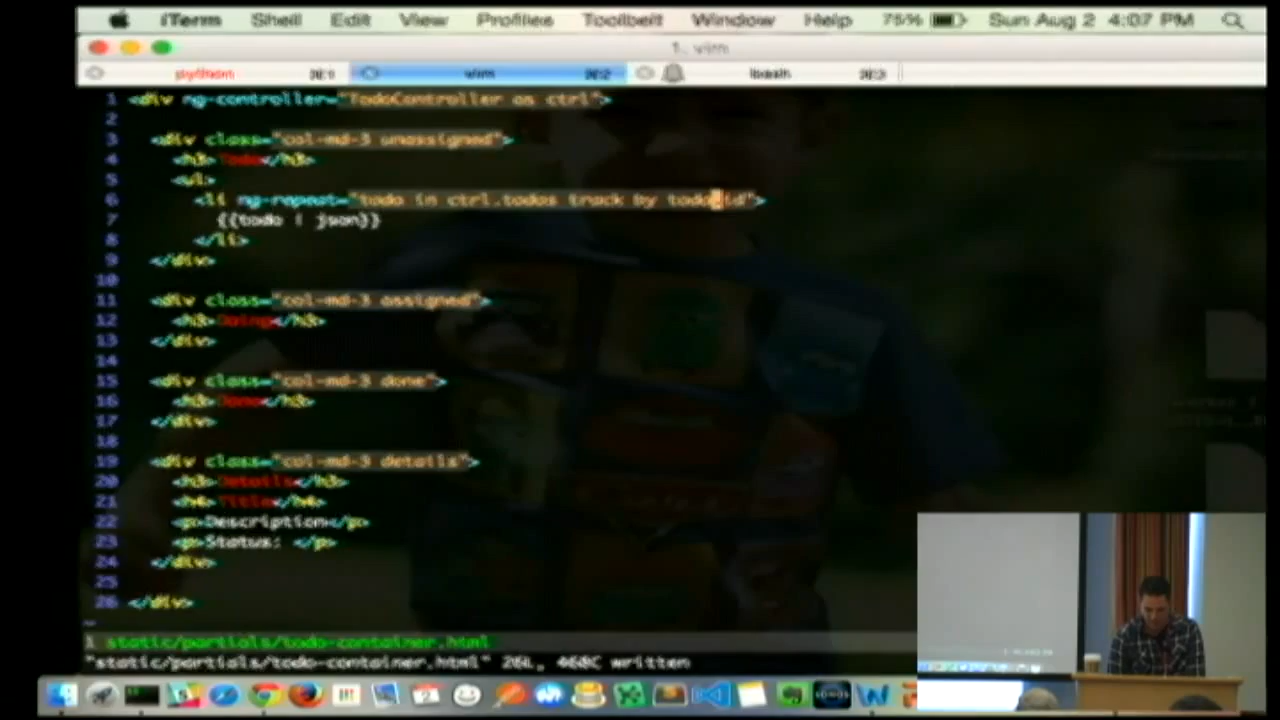 iTerm Shell Edit View Profiles Toolbelt Window Help 75% Sun Aug 2 4:07 PM
1. vim
python ⌘1 vim ⌘2 bash ⌘3
1 <div ng-controller="TodoController as ctrl">
2
3 <div class="col-md-3 unassigned">
4 <h3>Todo</h3>
5 <ul>
6 <li ng-repeat="todo in ctrl.todos track by todo.id">
7 {{todo | json}}
8 </li>
9 </div>
10
11 <div class="col-md-3 assigned">
12 <h3>Doing</h3>
13 </div>
14
15 <div class="col-md-3 done">
16 <h3>Done</h3>
17 </div>
18
19 <div class="col-md-3 details">
20 <h3>Details</h3>
21 <h4>Title</h4>
22 <p>Description</p>
23 <p>Status: </p>
24 </div>
25
26 </div>
~
1 static/partials/todo-container.html
"static/partials/todo-container.html" 26L, 460C written
SONOS